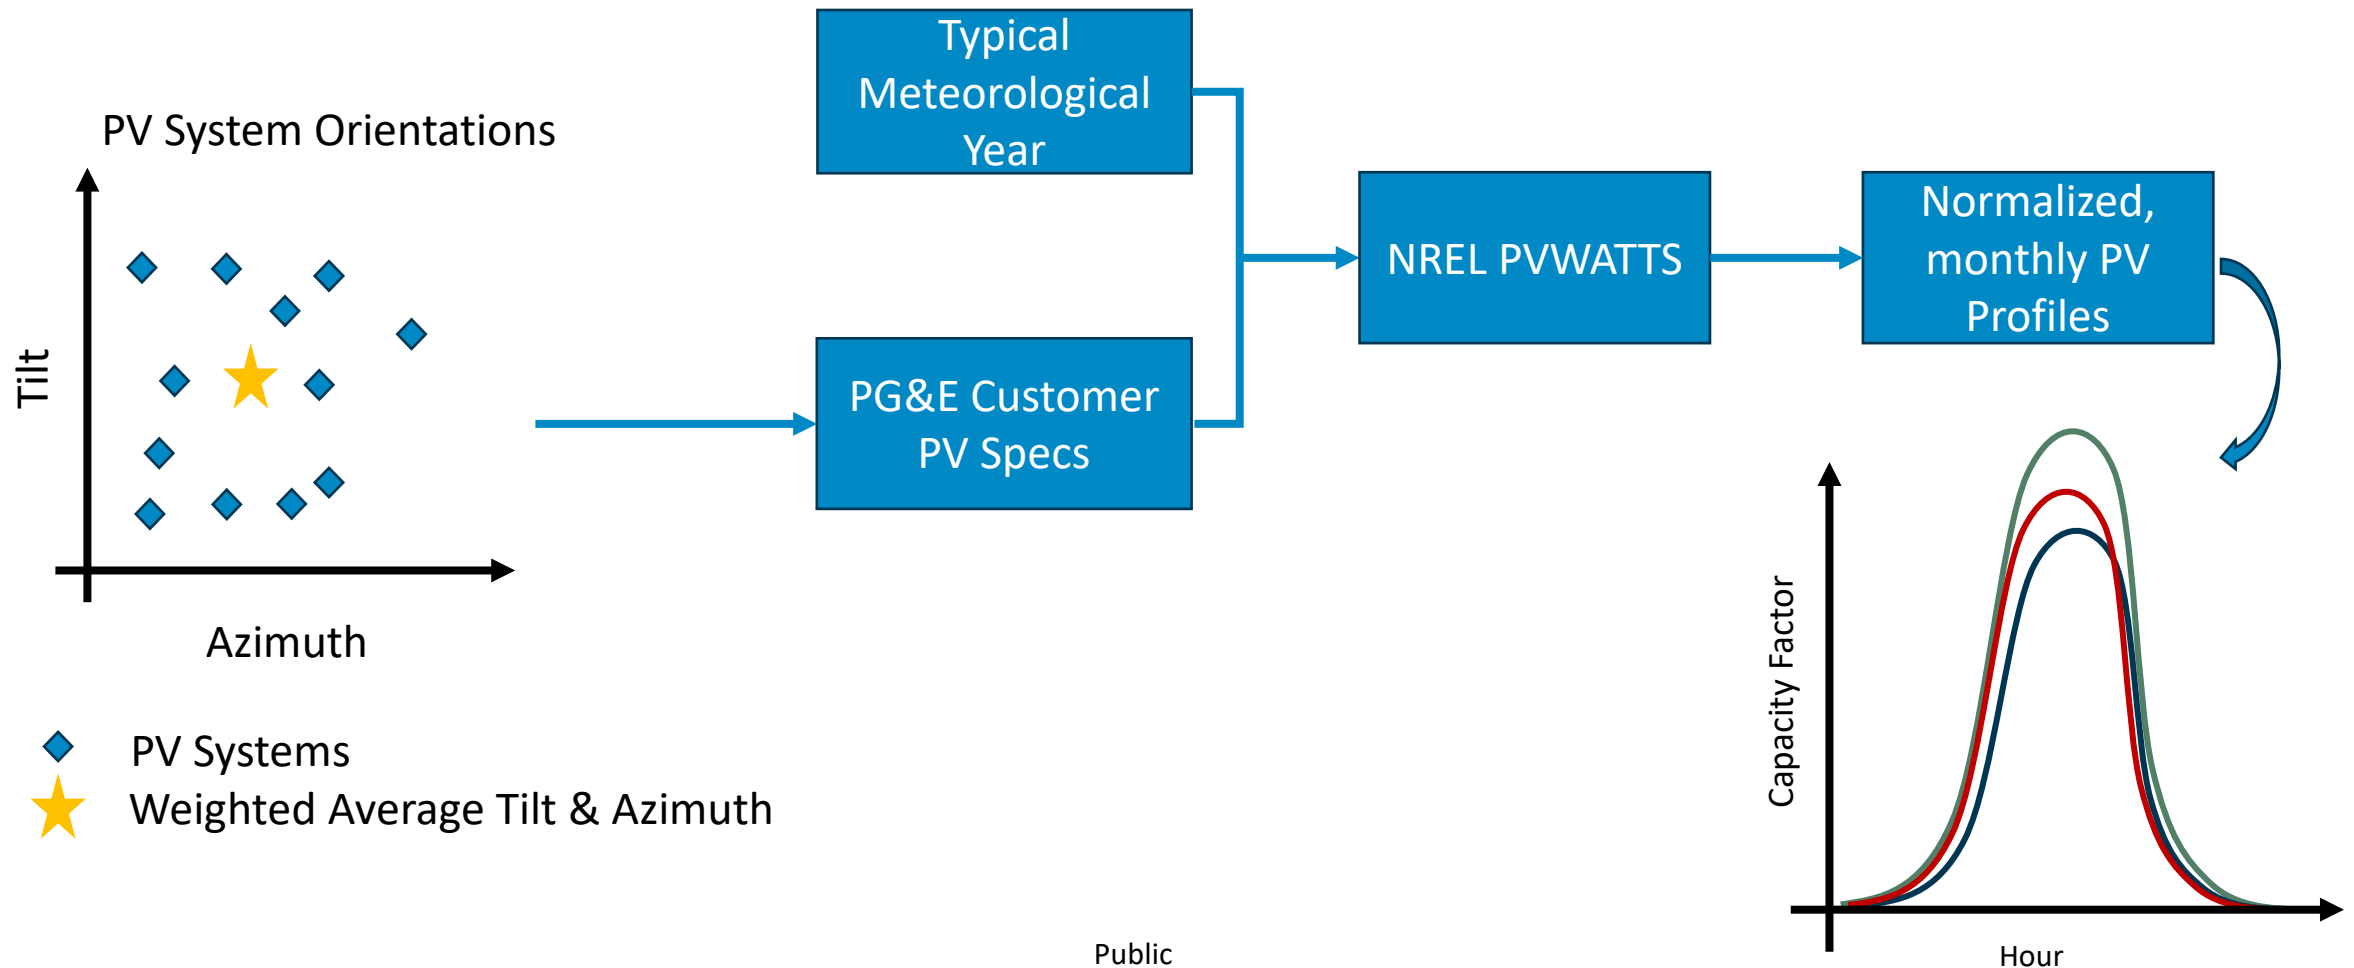 PV System Orientations
Tilt
Azimuth
PV Systems
Weighted Average Tilt & Azimuth
Typical
Meteorological
Year
PG&E Customer
PV Specs
NREL PVWATTS
Normalized,
monthly PV
Profiles
Capacity Factor
Hour
Public